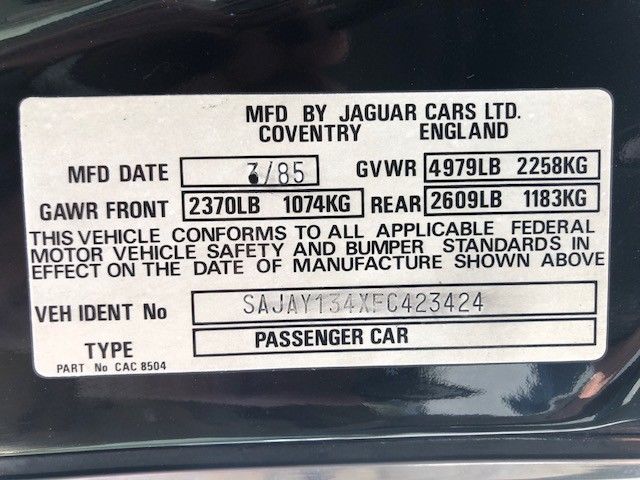 MFD BY JAGUAR CARS LTD.
COVENTRY ENGLAND
MFD DATE 7/85 GVWR 4979LB 2258KG
GAWR FRONT 2370LB 1074KG REAR 2609LB 1183KG
THIS VEHICLE CONFORMS TO ALL APPLICABLE FEDERAL
MOTOR VEHICLE SAFETY AND BUMPER STANDARDS IN
EFFECT ON THE DATE OF MANUFACTURE SHOWN ABOVE
VEH IDENT No SAJAY134XFC423424
TYPE PASSENGER CAR
PART No CAC 8504